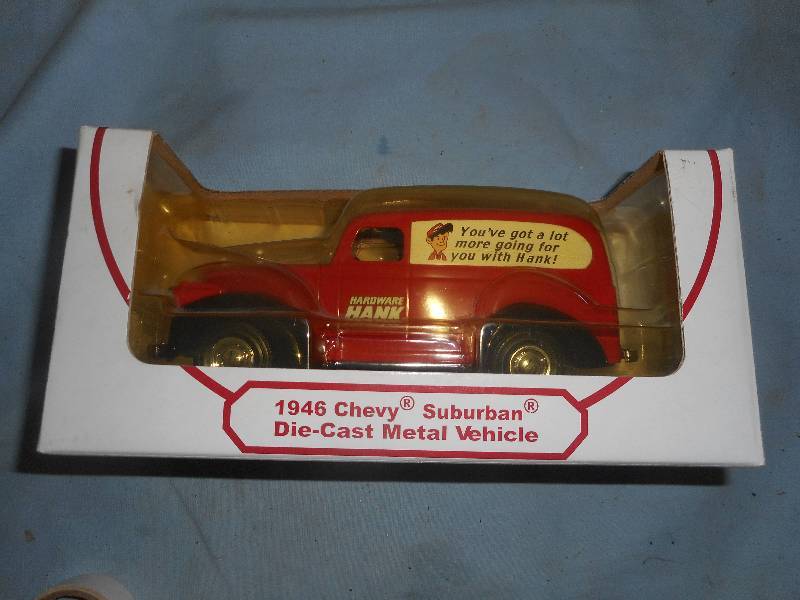 You've got a lot
more going for
you with Hank!
HARDWARE
HANK
1946 Chevy® Suburban®
Die-Cast Metal Vehicle